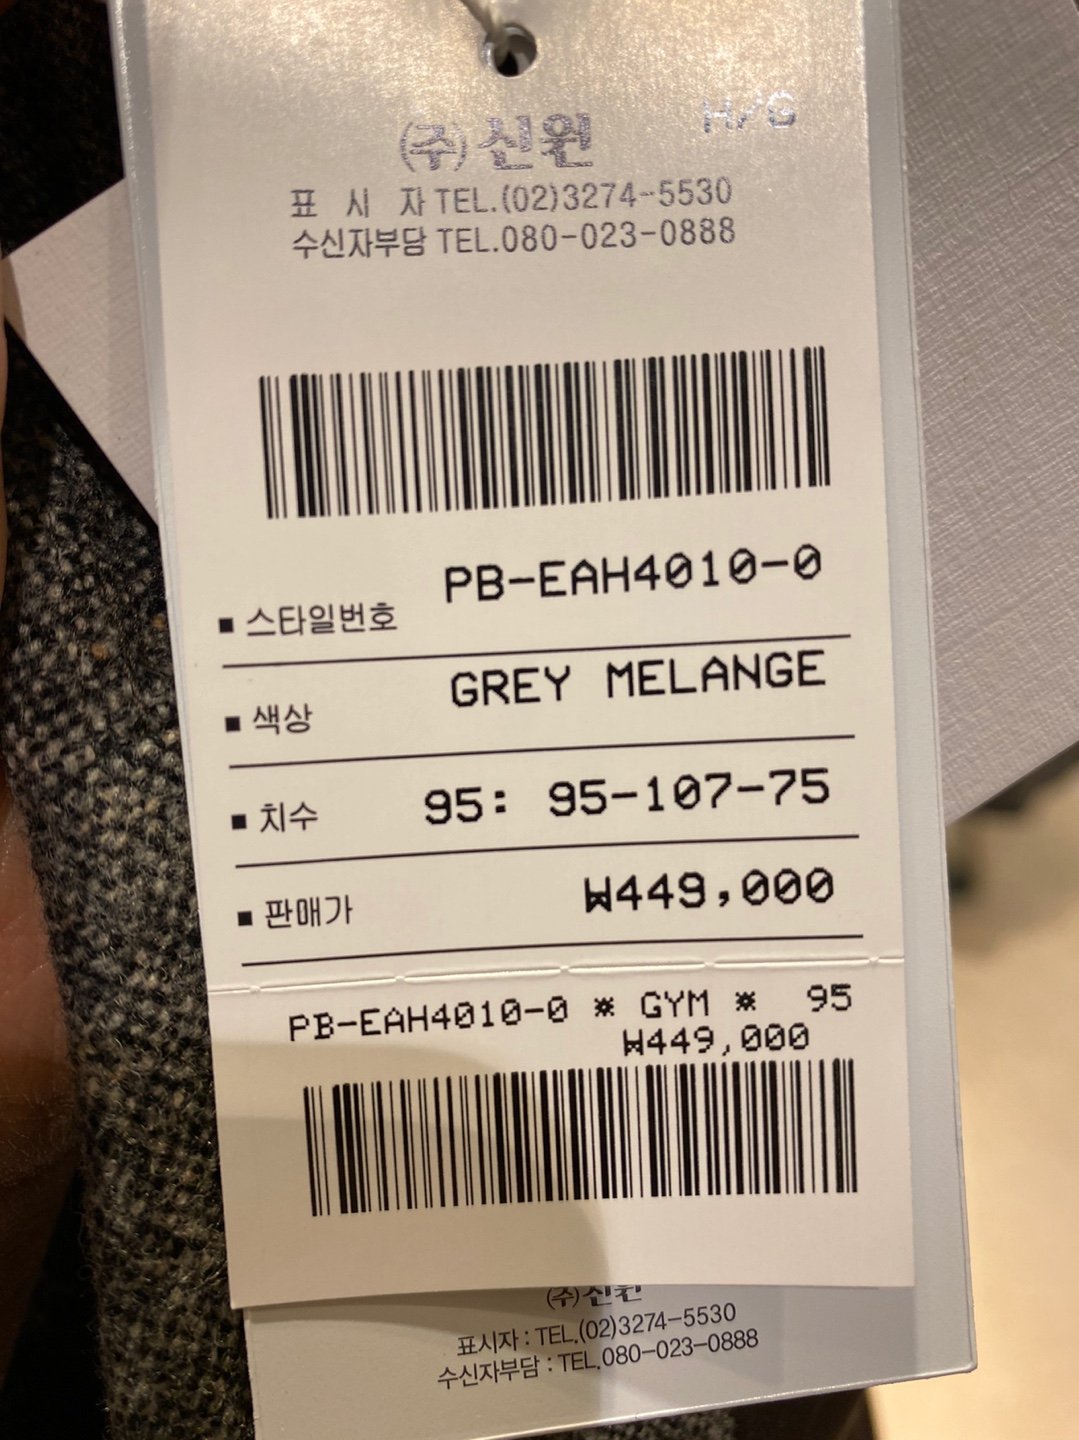 H/G
(주)신원
표 시 자 TEL.(02)3274-5530
수신자부담 TEL.080-023-0888
PB-EAH4010-0
■ 스타일번호
GREY MELANGE
■ 색상
■ 치수 95: 95-107-75
■ 판매가 ₩449,000
PB-EAH4010-0 * GYM * 95
₩449,000
(주)신원
표시자 : TEL.(02)3274-5530
수신자부담 : TEL.080-023-0888